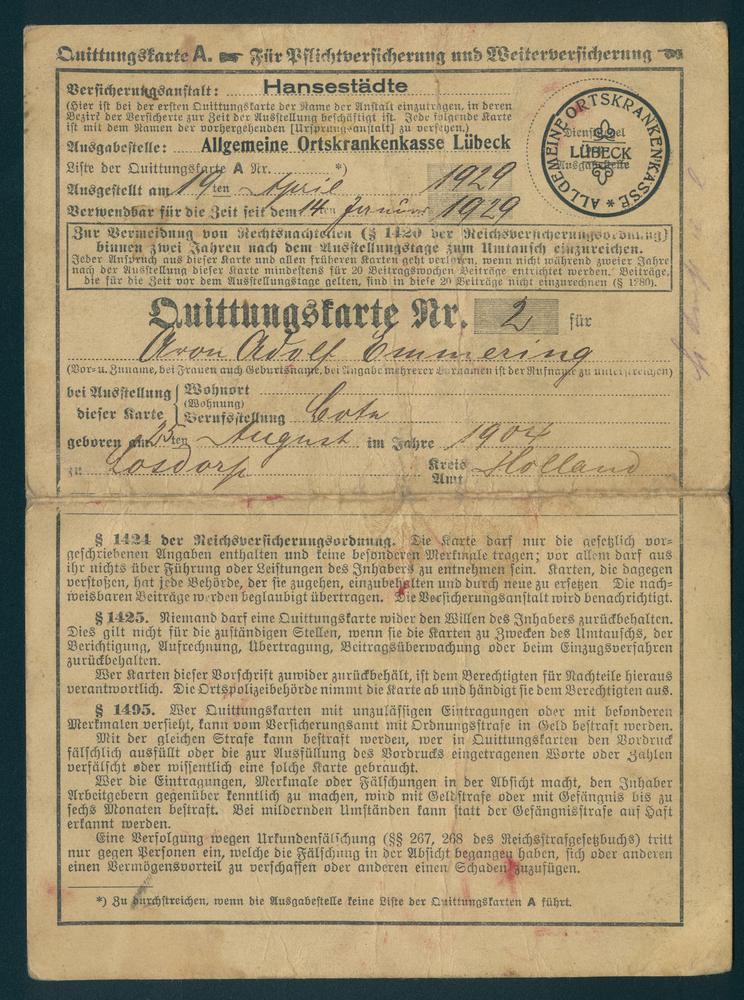 Quittungskarte A. Für Pflichtversicherung und Weiterversicherung
Versicherungsanstalt: Hansestädte
(Hier ist bei der ersten Quittungskarte der Name der Anstalt einzutragen, in deren
Bezirk der Versicherte zur Zeit der Ausstellung beschäftigt ist. Jede folgende Karte
ist mit dem Namen der vorhergehenden [Ursprungsanstalt] zu versehen.)
Ausgabestelle: Allgemeine Ortskrankenkasse Lübeck
Liste der Quittungskarte A Nr. *)
Ausgestellt am 19ten April 1929
Verwendbar für die Zeit seit dem 14ten Januar 1929
ALLGEMEINE ORTSKRANKENKASSE *
Dienstsiegel
LÜBECK
Ausgabestelle
Zur Vermeidung von Rechtsnachteilen (§ 1420 der Reichsversicherungsordnung)
binnen zwei Jahren nach dem Ausstellungstage zum Umtausch einzureichen.
Jeder Anspruch aus dieser Karte und allen früheren Karten geht verloren, wenn nicht während zweier Jahre
nach der Ausstellung dieser Karte mindestens für 20 Beitragswochen Beiträge entrichtet werden. Beiträge,
die für die Zeit vor dem Ausstellungstage gelten, sind in diese 20 Beiträge nicht einzurechnen (§ 1280).
Quittungskarte Nr. 2 für
Aron Adolf Emmering
(Vor- u. Zuname, bei Frauen auch Geburtsname, bei Angabe mehrerer Vornamen ist der Rufname zu unterstreichen)
bei Ausstellung dieser Karte
Wohnort
(Wohnung)
Berufsstellung
geboren am 25ten August im Jahre 1904
zu Losdorp Kreis Amt Holland
§ 1424 der Reichsversicherungsordnung. Die Karte darf nur die gesetzlich vor-
geschriebenen Angaben enthalten und keine besonderen Merkmale tragen; vor allem darf aus
ihr nichts über Führung oder Leistungen des Inhabers zu entnehmen sein. Karten, die dagegen
verstoßen, hat jede Behörde, der sie zugehen, einzubehalten und durch neue zu ersetzen. Die nach-
weisbaren Beiträge werden beglaubigt übertragen. Die Versicherungsanstalt wird benachrichtigt.
§ 1425. Niemand darf eine Quittungskarte wider den Willen des Inhabers zurückbehalten.
Dies gilt nicht für die zuständigen Stellen, wenn sie die Karten zu Zwecken des Umtauschs, der
Berichtigung, Aufrechnung, Übertragung, Beitragsüberwachung oder beim Einzugsverfahren
zurückbehalten.
Wer Karten dieser Vorschrift zuwider zurückbehält, ist dem Berechtigten für Nachteile hieraus
verantwortlich. Die Ortspolizeibehörde nimmt die Karte ab und händigt sie dem Berechtigten aus.
§ 1495. Wer Quittungskarten mit unzulässigen Eintragungen oder mit besonderen
Merkmalen versieht, kann vom Versicherungsamt mit Ordnungsstrafe in Geld bestraft werden.
Mit der gleichen Strafe kann bestraft werden, wer in Quittungskarten den Vordruck
fälschlich ausfüllt oder die zur Ausfüllung des Vordrucks eingetragenen Worte oder Zahlen
verfälscht oder wissentlich eine solche Karte gebraucht.
Wer die Eintragungen, Merkmale oder Fälschungen in der Absicht macht, den Inhaber
Arbeitgebern gegenüber kenntlich zu machen, wird mit Geldstrafe oder mit Gefängnis bis zu
sechs Monaten bestraft. Bei mildernden Umständen kann statt der Gefängnisstrafe auf Haft
erkannt werden.
Eine Verfolgung wegen Urkundenfälschung (§§ 267, 268 des Reichsstrafgesetzbuchs) tritt
nur gegen Personen ein, welche die Fälschung in der Absicht begangen haben, sich oder anderen
einen Vermögensvorteil zu verschaffen oder anderen einen Schaden zuzufügen.
*) Zu durchstreichen, wenn die Ausgabestelle keine Liste der Quittungskarten A führt.